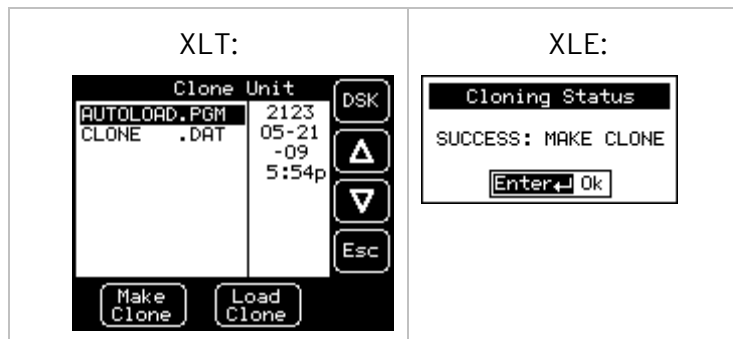 XLT:
Clone Unit
DSK
AUTOLOAD.PGM 2123
CLONE .DAT 05-21
-09
5:54p
Esc
Make Clone
Load Clone
XLE:
Cloning Status
SUCCESS: MAKE CLONE
Enter↵ Ok